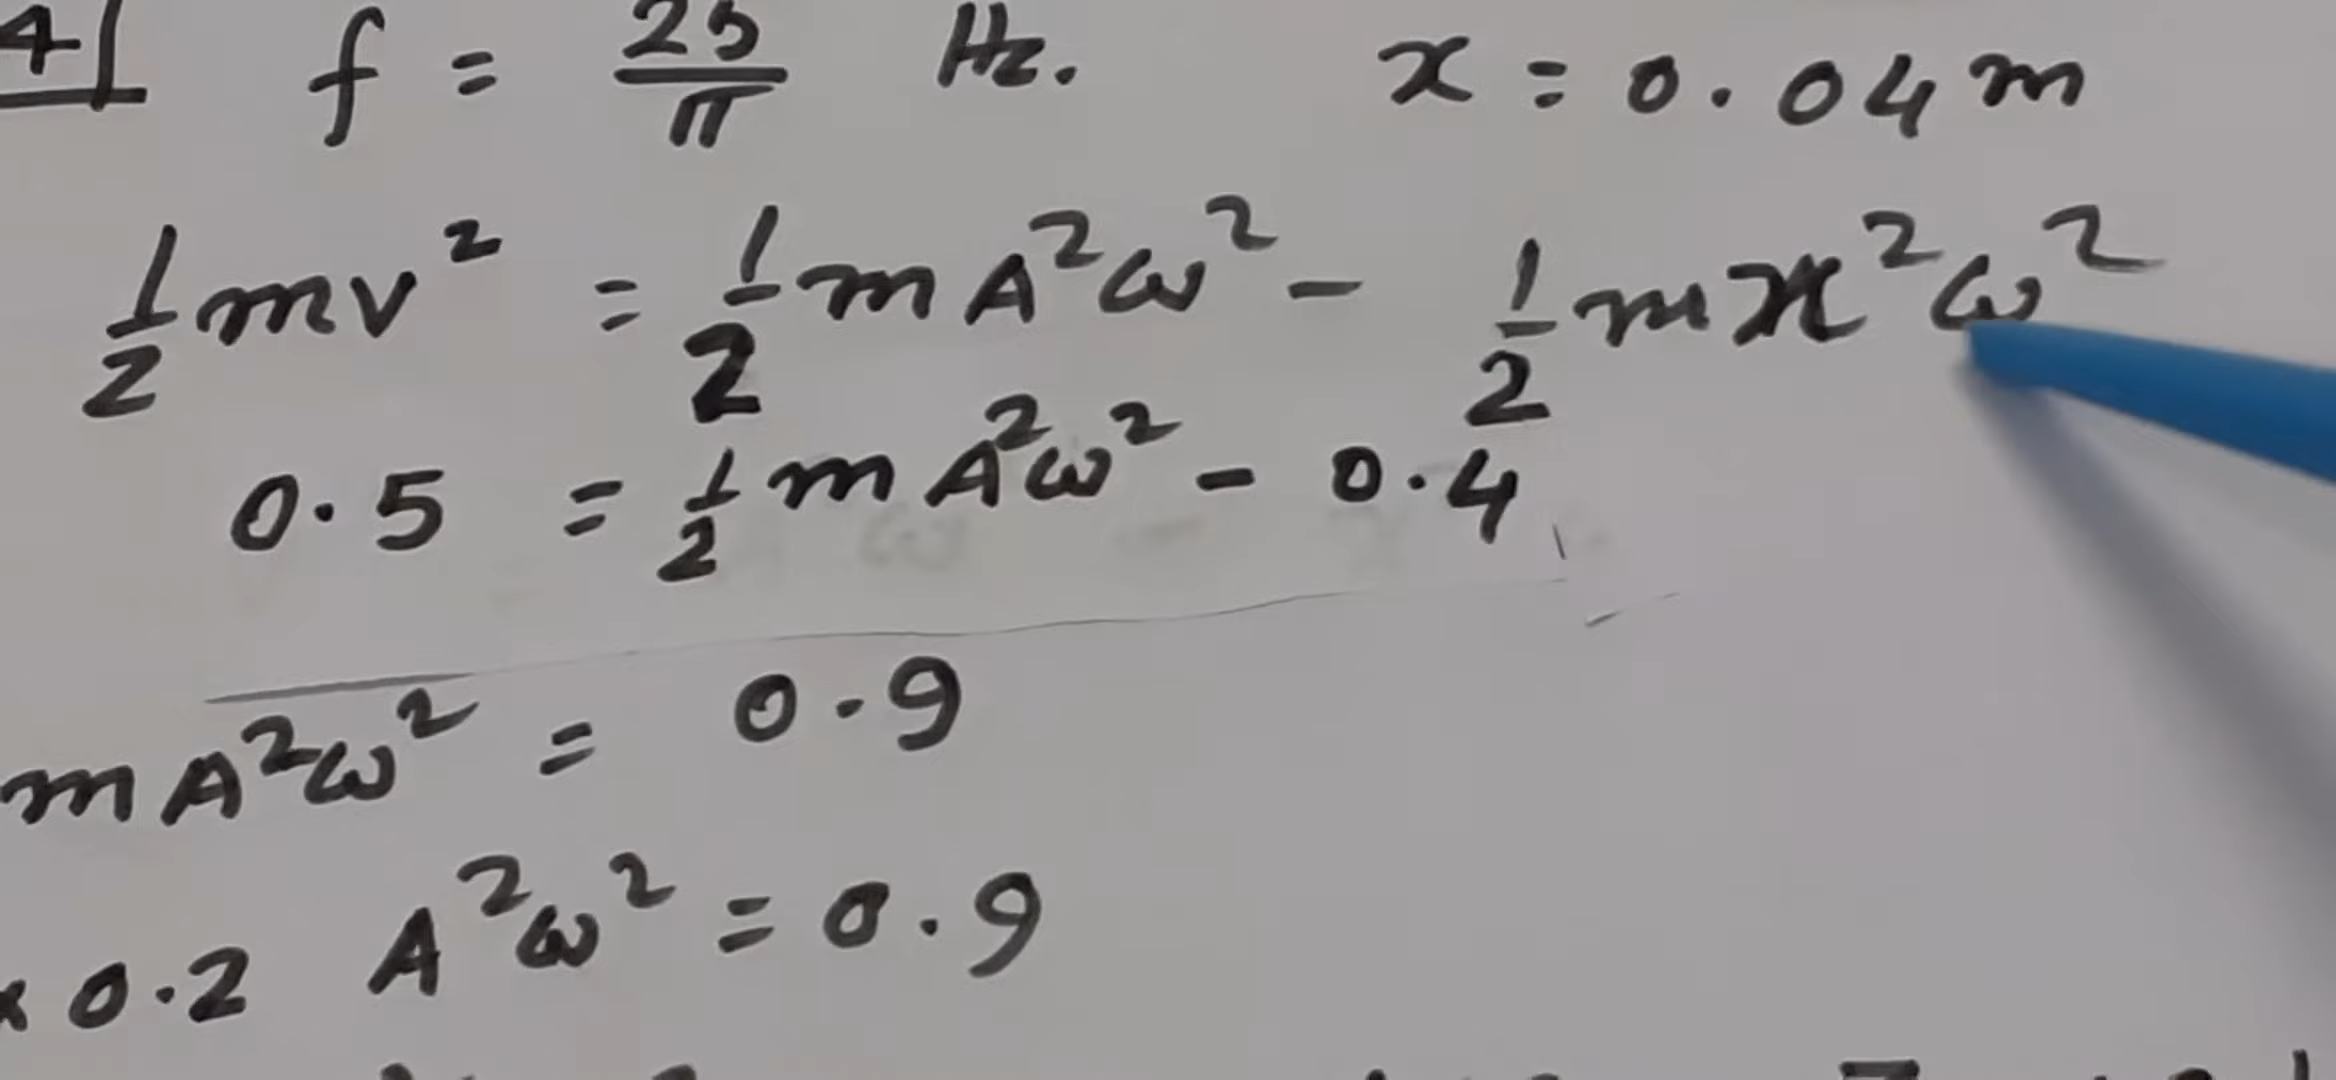 4 f = 25/π Hz. x = 0.04 m
1/2 mv² = 1/2 mA²ω² - 1/2 mx²ω²
0.5 = 1/2 mA²ω² - 0.4
mA²ω² = 0.9
× 0.2 A²ω² = 0.9